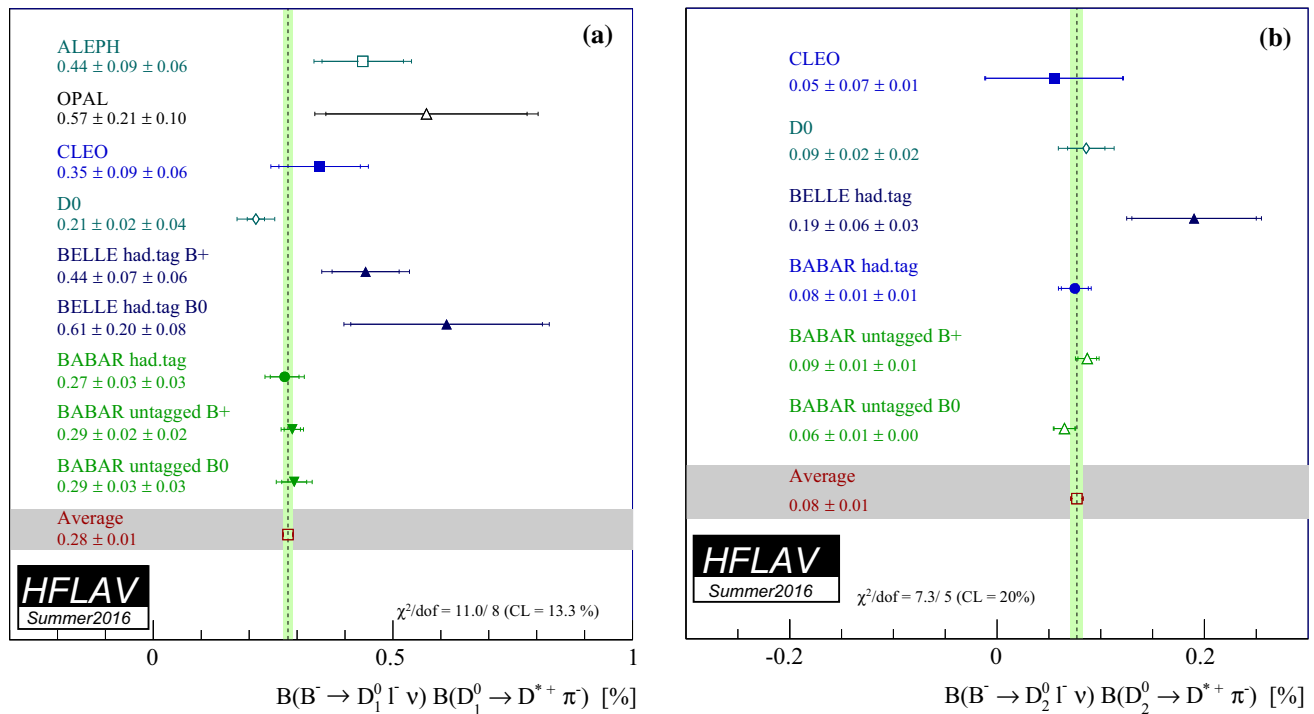 (a)
ALEPH
0.44 ± 0.09 ± 0.06
OPAL
0.57 ± 0.21 ± 0.10
CLEO
0.35 ± 0.09 ± 0.06
D0
0.21 ± 0.02 ± 0.04
BELLE had.tag B+
0.44 ± 0.07 ± 0.06
BELLE had.tag B0
0.61 ± 0.20 ± 0.08
BABAR had.tag
0.27 ± 0.03 ± 0.03
BABAR untagged B+
0.29 ± 0.02 ± 0.02
BABAR untagged B0
0.29 ± 0.03 ± 0.03
Average
0.28 ± 0.01
HFLAV
Summer2016
χ²/dof = 11.0/ 8 (CL = 13.3 %)
0 0.5 1
B(B⁻ → D₁⁰ l⁻ ν) B(D₁⁰ → D*⁺ π⁻) [%]
(b)
CLEO
0.05 ± 0.07 ± 0.01
D0
0.09 ± 0.02 ± 0.02
BELLE had.tag
0.19 ± 0.06 ± 0.03
BABAR had.tag
0.08 ± 0.01 ± 0.01
BABAR untagged B+
0.09 ± 0.01 ± 0.01
BABAR untagged B0
0.06 ± 0.01 ± 0.00
Average
0.08 ± 0.01
HFLAV
Summer2016
χ²/dof = 7.3/ 5 (CL = 20%)
-0.2 0 0.2
B(B⁻ → D₂⁰ l⁻ ν) B(D₂⁰ → D*⁺ π⁻) [%]